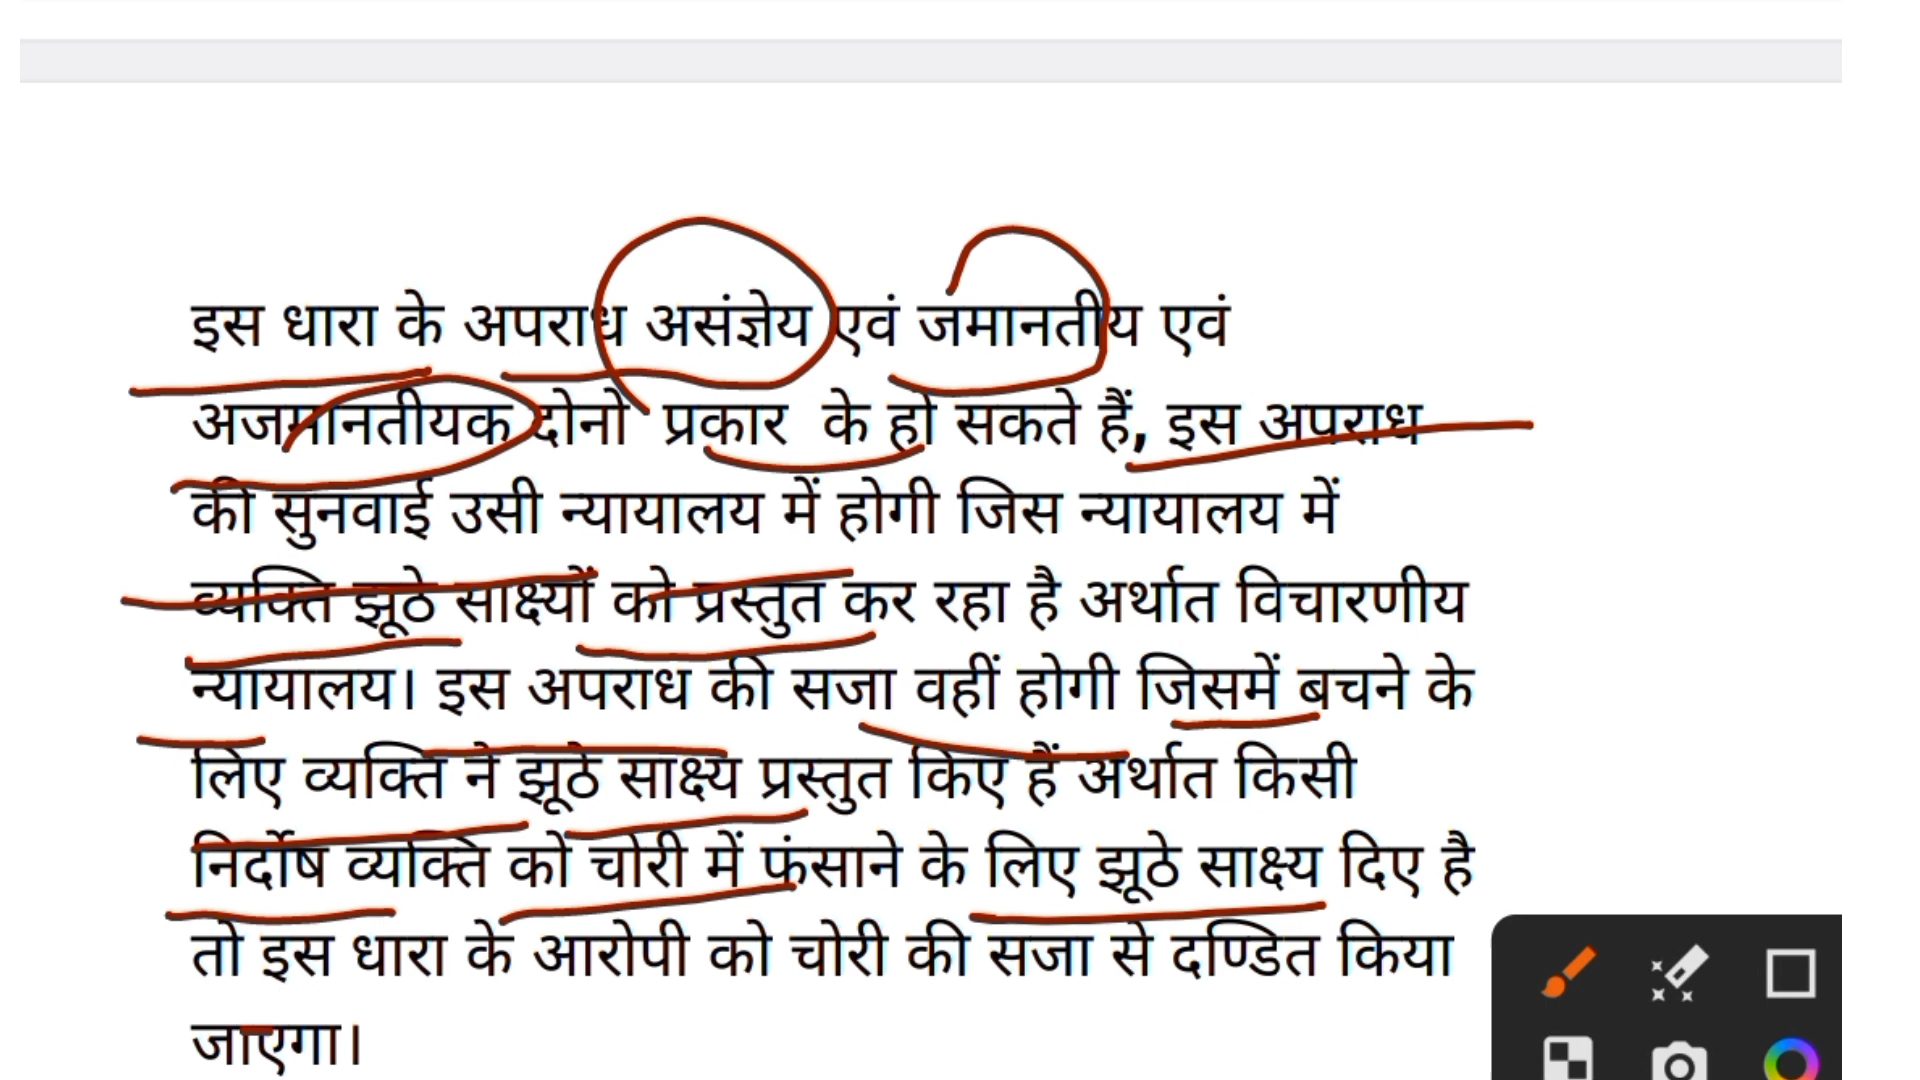 इस धारा के अपराध असंज्ञेय एवं जमानतीय एवं
अजमानतीयक दोनो प्रकार के हो सकते हैं, इस अपराध
की सुनवाई उसी न्यायालय में होगी जिस न्यायालय में
व्यक्ति झूठे साक्ष्यों को प्रस्तुत कर रहा है अर्थात विचारणीय
न्यायालय। इस अपराध की सजा वहीं होगी जिसमें बचने के
लिए व्यक्ति ने झूठे साक्ष्य प्रस्तुत किए हैं अर्थात किसी
निर्दोष व्यक्ति को चोरी में फंसाने के लिए झूठे साक्ष्य दिए है
तो इस धारा के आरोपी को चोरी की सजा से दण्डित किया
जाएगा।